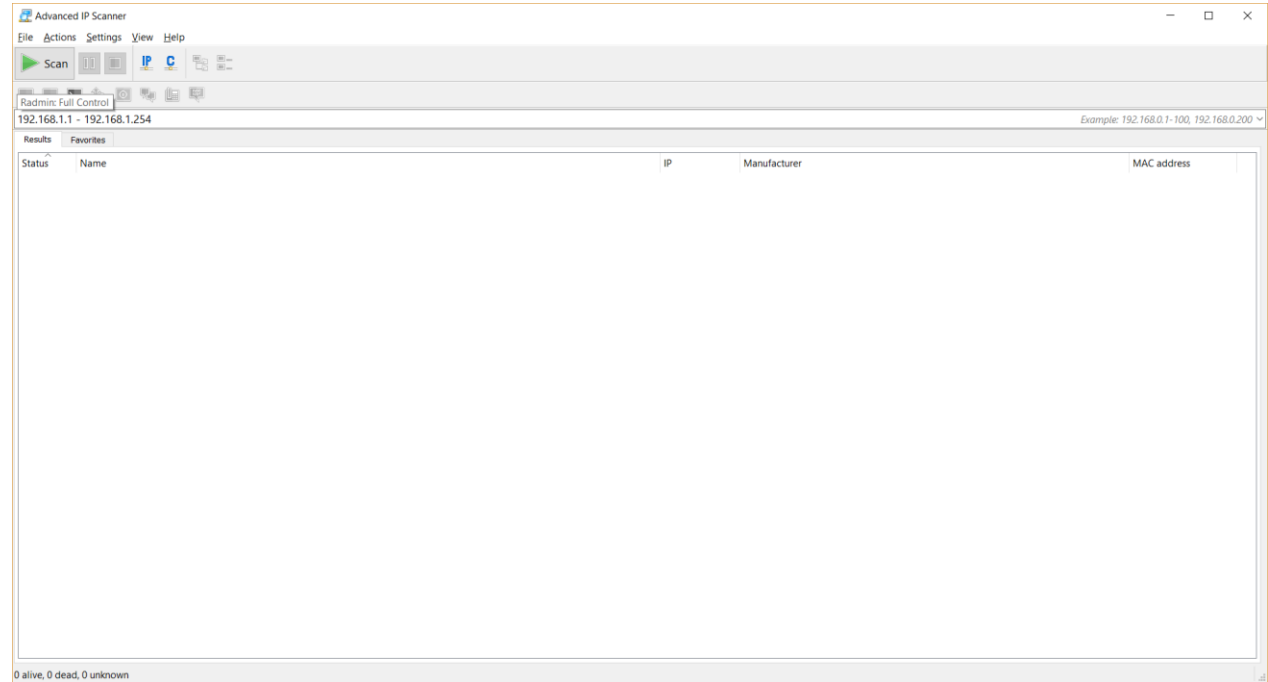 Advanced IP Scanner
File Actions Settings View Help
Scan IP C
Radmin: Full Control
192.168.1.1 - 192.168.1.254 Example: 192.168.0.1-100, 192.168.0.200
Results Favorites
Status Name IP Manufacturer MAC address
0 alive, 0 dead, 0 unknown